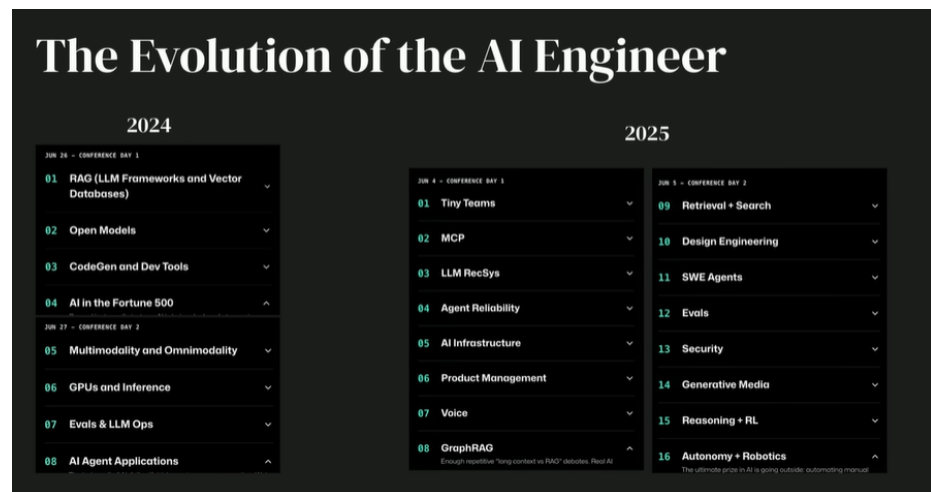 The Evolution of the AI Engineer
2024
JUN 26 – CONFERENCE DAY 1
01 RAG (LLM Frameworks and Vector
Databases)
02 Open Models
03 CodeGen and Dev Tools
04 AI in the Fortune 500
JUN 27 – CONFERENCE DAY 2
05 Multimodality and Omnimodality
06 GPUs and Inference
07 Evals & LLM Ops
08 AI Agent Applications
2025
JUN 4 – CONFERENCE DAY 1
01 Tiny Teams
02 MCP
03 LLM RecSys
04 Agent Reliability
05 AI Infrastructure
06 Product Management
07 Voice
08 GraphRAG
Enough repetitive "long context vs RAG" debates. Real AI
JUN 5 – CONFERENCE DAY 2
09 Retrieval + Search
10 Design Engineering
11 SWE Agents
12 Evals
13 Security
14 Generative Media
15 Reasoning + RL
16 Autonomy + Robotics
The ultimate prize in AI is going outside: automating manual